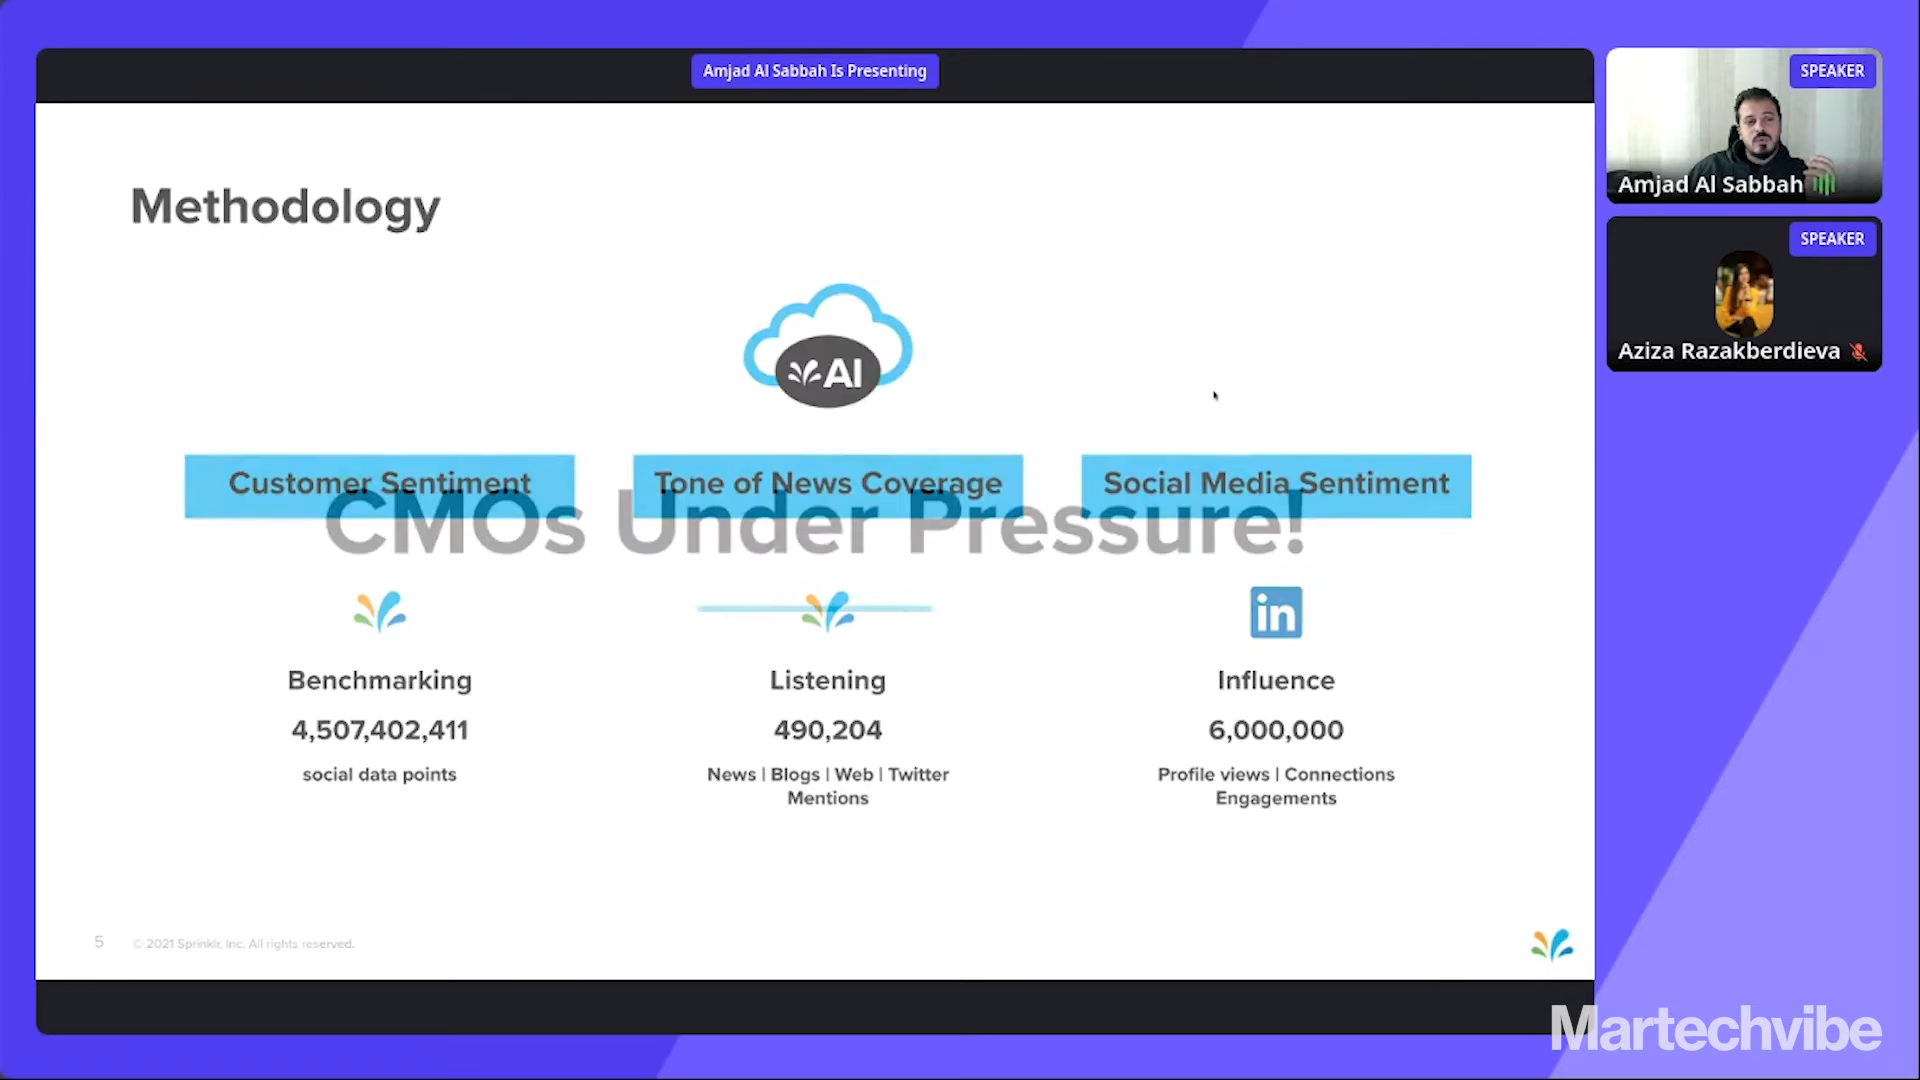 Amjad Al Sabbah Is Presenting
SPEAKER
Amjad Al Sabbah
SPEAKER
Aziza Razakberdieva
Methodology
AI
Customer Sentiment
Tone of News Coverage
Social Media Sentiment
CMOs Under Pressure!
in
Benchmarking
Listening
Influence
4,507,402,411
490,204
6,000,000
social data points
News | Blogs | Web | Twitter
Mentions
Profile views | Connections
Engagements
5
© 2021 Sprinklr, Inc. All rights reserved.
Martechvibe